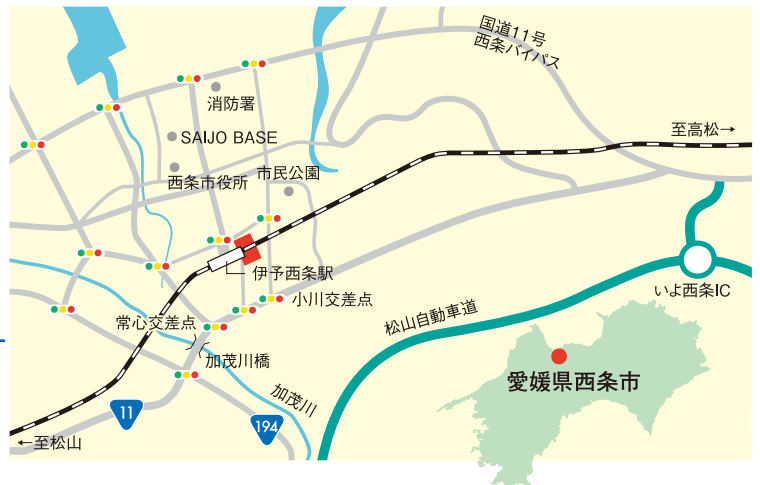 国道11号
西条バイパス
消防署
至高松→
SAIJO BASE
西条市役所
市民公園
伊予西条駅
いよ西条IC
小川交差点
松山自動車道
常心交差点
加茂川橋
愛媛県西条市
加茂川
11
194
←至松山